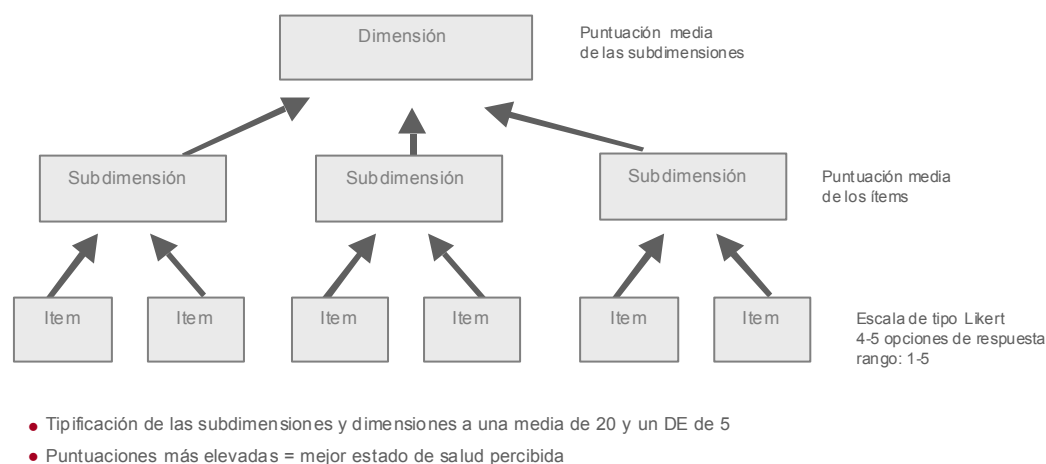 Dimensión
Puntuación media
de las subdimensiones
Subdimensión
Subdimensión
Subdimensión
Puntuación media
de los ítems
Item
Item
Item
Item
Item
Item
Escala de tipo Likert
4-5 opciones de respuesta
rango: 1-5
• Tipificación de las subdimensiones y dimensiones a una media de 20 y un DE de 5
• Puntuaciones más elevadas = mejor estado de salud percibida